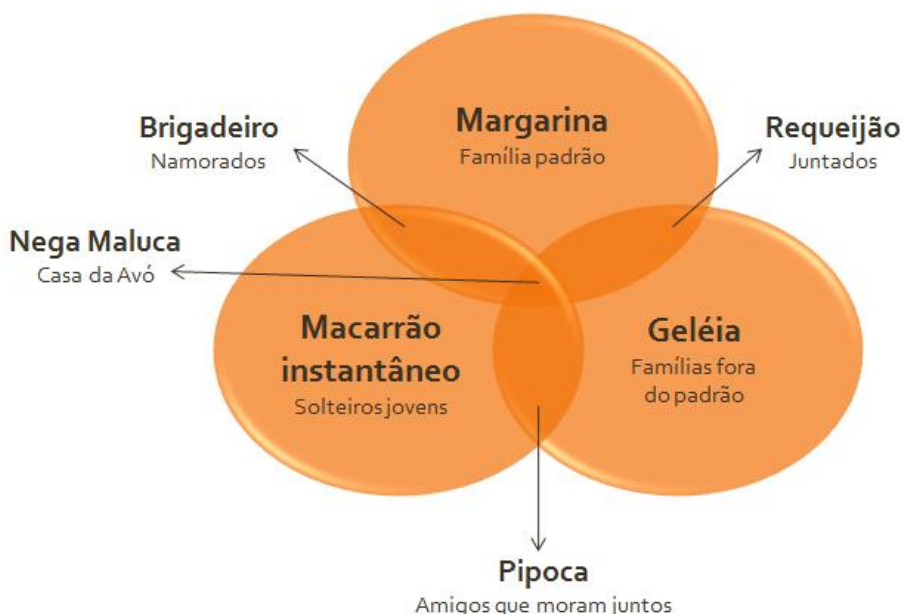 Margarina
Família padrão
Brigadeiro
Namorados
Requeijão
Juntados
Nega Maluca
Casa da Avó
Macarrão
instantâneo
Solteiros jovens
Geléia
Famílias fora
do padrão
Pipoca
Amigos que moram juntos